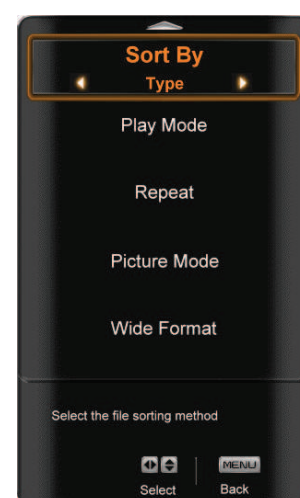 Sort By
Type
Play Mode
Repeat
Picture Mode
Wide Format
Select the file sorting method
MENU
Select Back